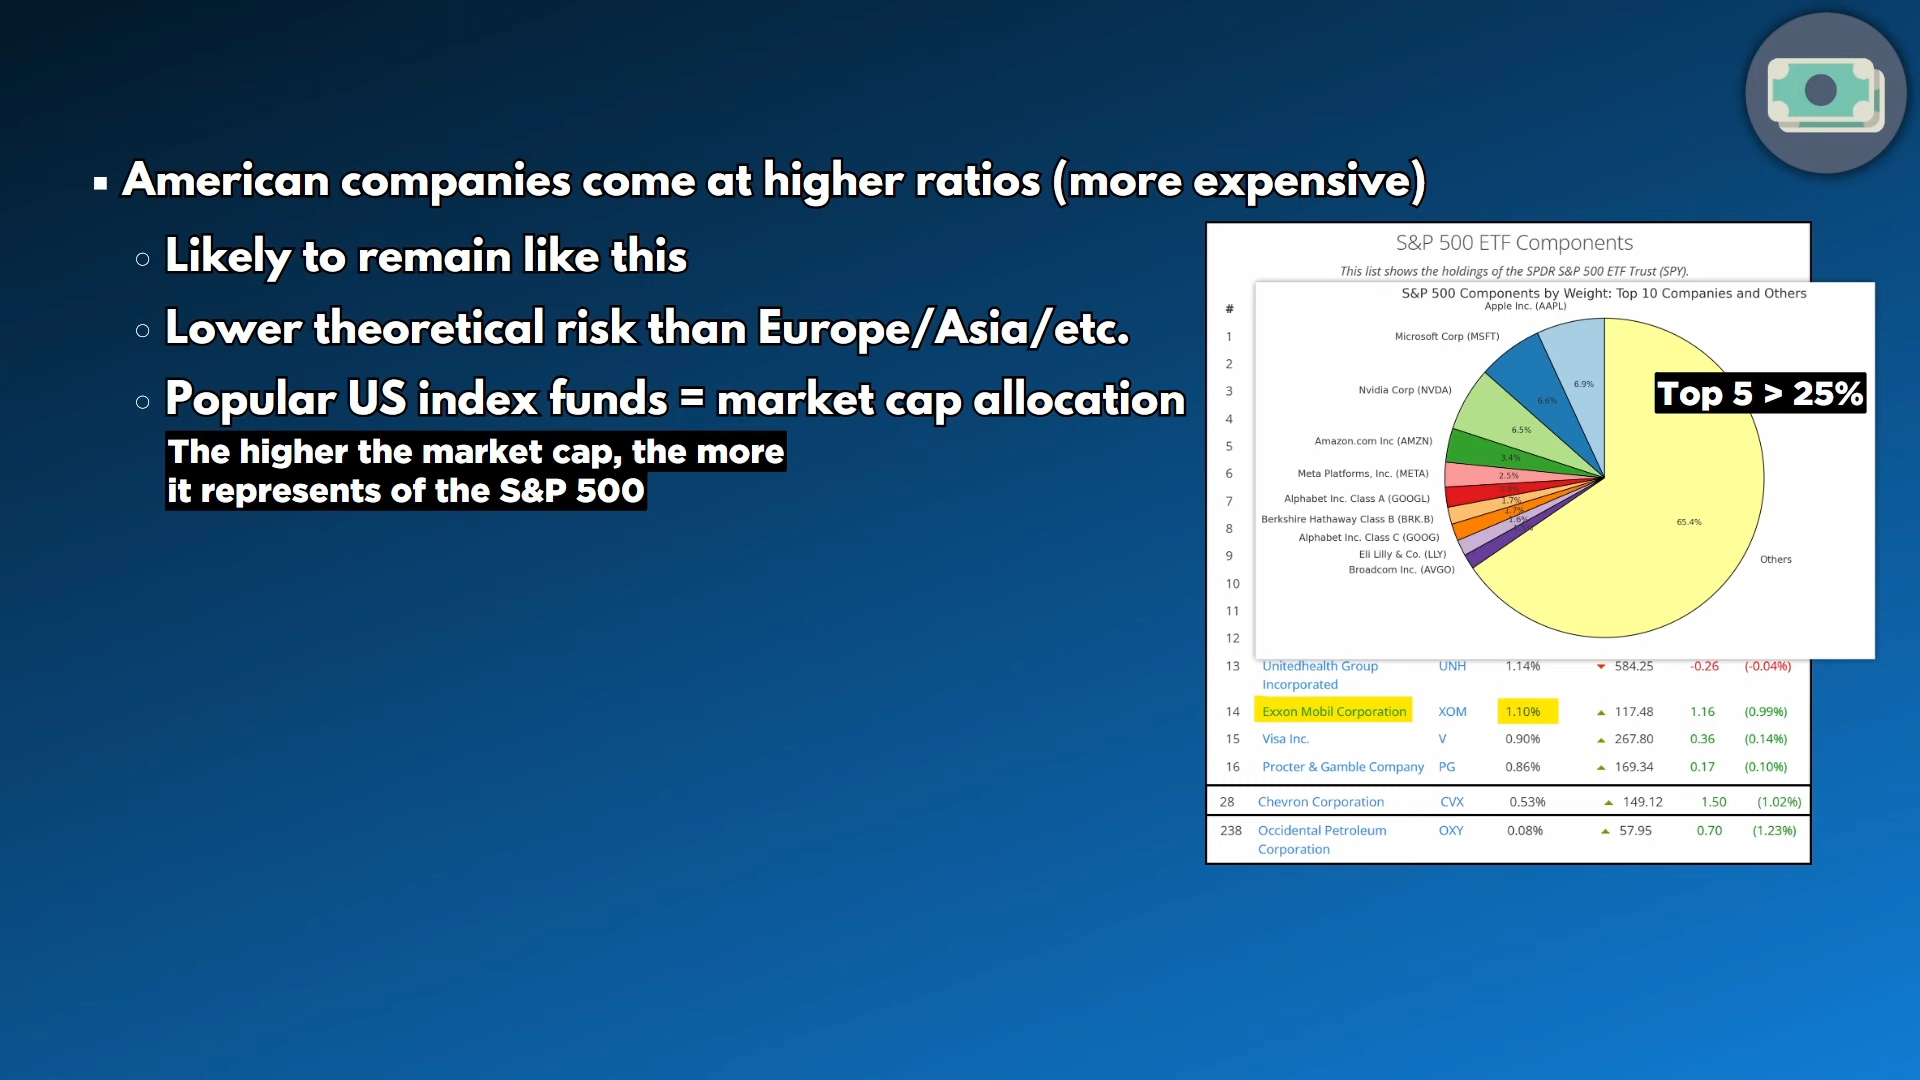 American companies come at higher ratios (more expensive)
Likely to remain like this
Lower theoretical risk than Europe/Asia/etc.
Popular US index funds = market cap allocation
The higher the market cap, the more
it represents of the S&P 500
S&P 500 ETF Components
This list shows the holdings of the SPDR S&P 500 ETF Trust (SPY).
#
1
2
3
4
5
6
7
8
9
10
11
12
S&P 500 Components by Weight: Top 10 Companies and Others
Apple Inc. (AAPL)
Microsoft Corp (MSFT)
Nvidia Corp (NVDA)
Amazon.com Inc (AMZN)
Meta Platforms, Inc. (META)
Alphabet Inc. Class A (GOOGL)
Berkshire Hathaway Class B (BRK.B)
Alphabet Inc. Class C (GOOG)
Eli Lilly & Co. (LLY)
Broadcom Inc. (AVGO)
6.9%
6.6%
6.5%
3.4%
2.5%
1.7%
1.7%
1.6%
65.4%
Others
Top 5 > 25%
13 Unitedhealth Group Incorporated UNH 1.14% 584.25 -0.26 (-0.04%)
14 Exxon Mobil Corporation XOM 1.10% 117.48 1.16 (0.99%)
15 Visa Inc. V 0.90% 267.80 0.36 (0.14%)
16 Procter & Gamble Company PG 0.86% 169.34 0.17 (0.10%)
28 Chevron Corporation CVX 0.53% 149.12 1.50 (1.02%)
238 Occidental Petroleum Corporation OXY 0.08% 57.95 0.70 (1.23%)